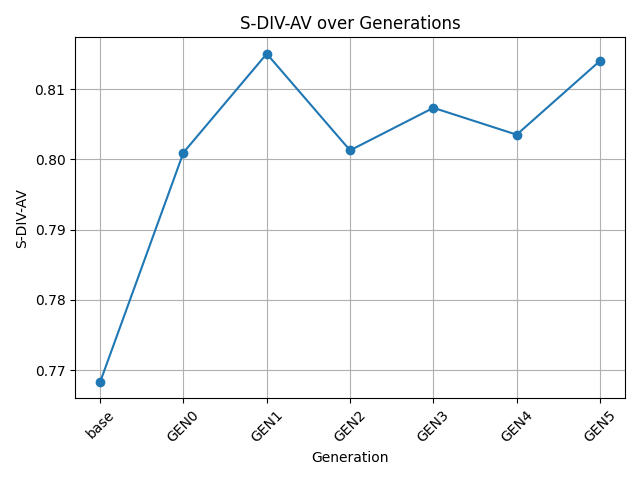 S-DIV-AV over Generations
S-DIV-AV
0.81
0.80
0.79
0.78
0.77
base
GEN0
GEN1
GEN2
GEN3
GEN4
GEN5
Generation